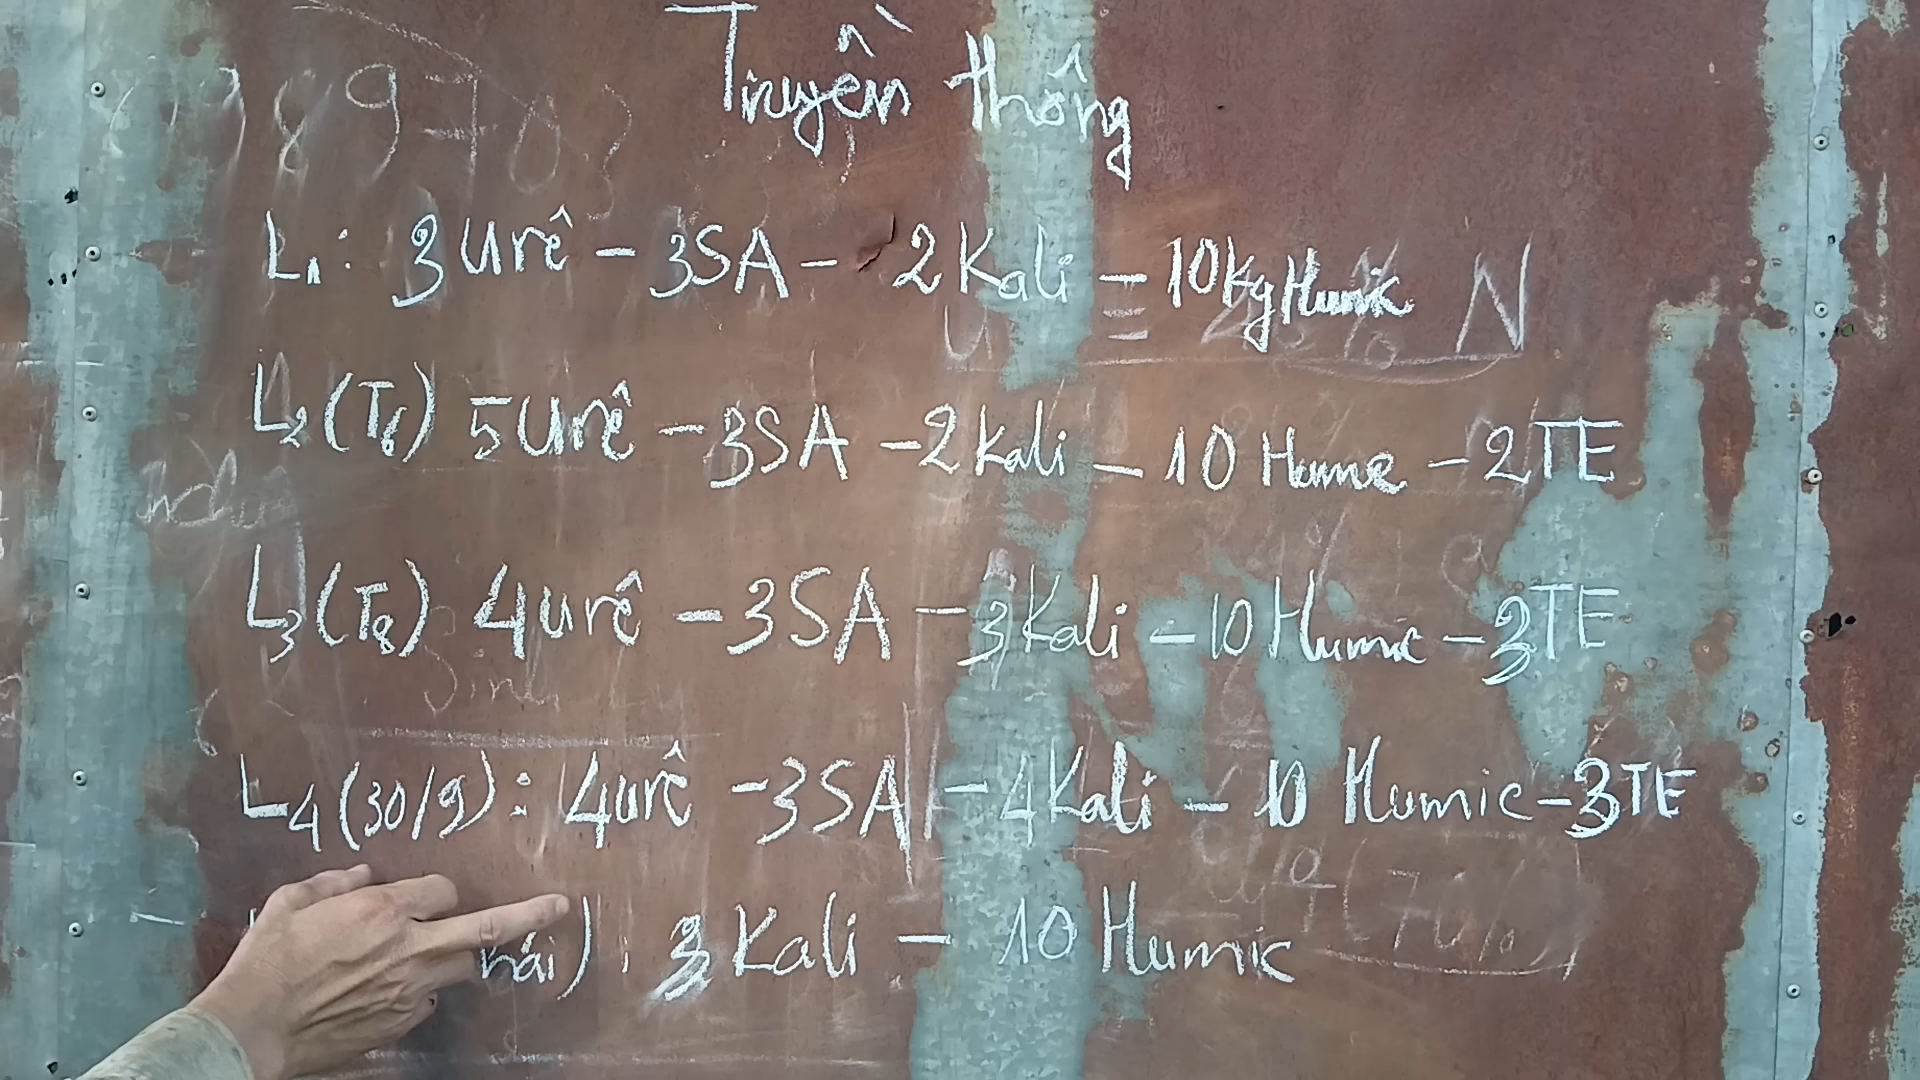 Truyền thống
L1: 3 Urê - 3SA - 2 Kali - 10kg Humic
L2 (T6) 5 Urê - 3SA - 2 Kali - 10 Humic - 2TE
L3 (T8) 4 urê - 3SA - 3 Kali - 10 Humic - 3TE
L4 (30/9): 4 urê - 3SA - 4 Kali - 10 Humic - 3TE
hái): 3 Kali - 10 Humic